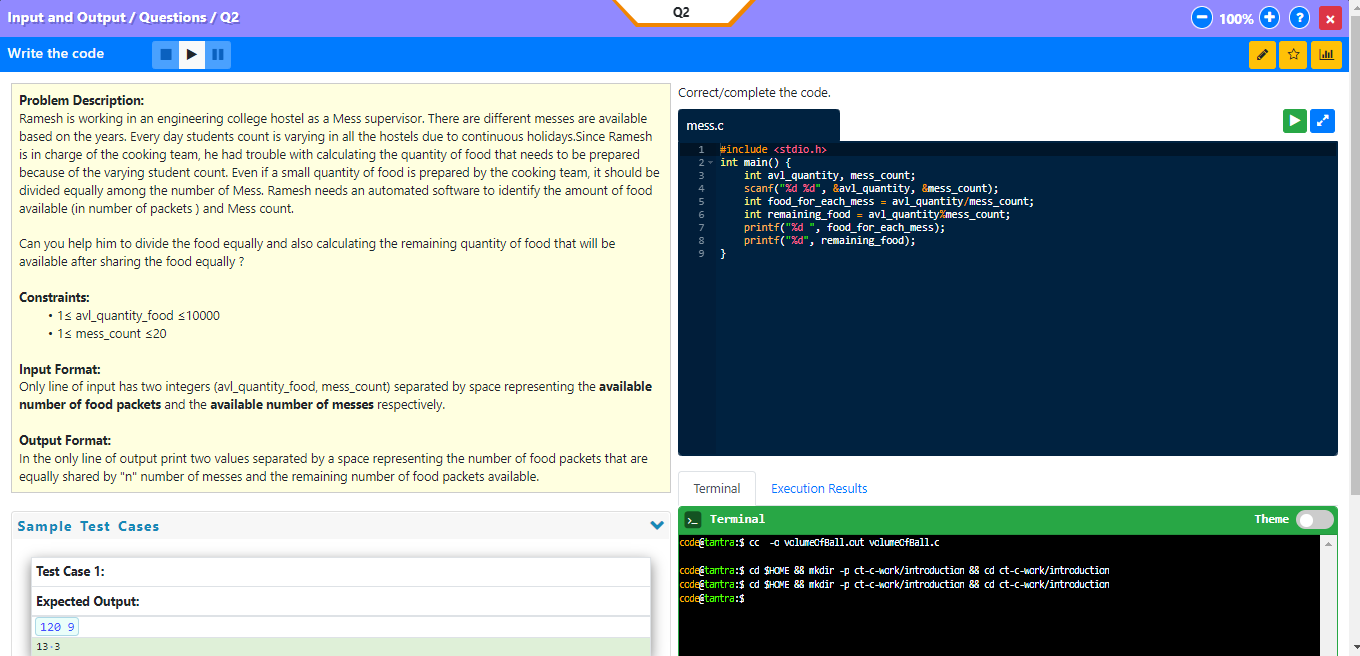 Input and Output / Questions / Q2
Q2
100%
?
×
Write the code
Problem Description:
Ramesh is working in an engineering college hostel as a Mess supervisor. There are different messes are available
based on the years. Every day students count is varying in all the hostels due to continuous holidays.Since Ramesh
is in charge of the cooking team, he had trouble with calculating the quantity of food that needs to be prepared
because of the varying student count. Even if a small quantity of food is prepared by the cooking team, it should be
divided equally among the number of Mess. Ramesh needs an automated software to identify the amount of food
available (in number of packets ) and Mess count.
Can you help him to divide the food equally and also calculating the remaining quantity of food that will be
available after sharing the food equally ?
Constraints:
• 1≤ avl_quantity_food ≤10000
• 1≤ mess_count ≤20
Input Format:
Only line of input has two integers (avl_quantity_food, mess_count) separated by space representing the available
number of food packets and the available number of messes respectively.
Output Format:
In the only line of output print two values separated by a space representing the number of food packets that are
equally shared by "n" number of messes and the remaining number of food packets available.
Sample Test Cases
Test Case 1:
Expected Output:
120 9
13·3
Correct/complete the code.
mess.c
1 #include <stdio.h>
2 int main() {
3 int avl_quantity, mess_count;
4 scanf("%d %d", &avl_quantity, &mess_count);
5 int food_for_each_mess = avl_quantity/mess_count;
6 int remaining_food = avl_quantity%mess_count;
7 printf("%d ", food_for_each_mess);
8 printf("%d", remaining_food);
9 }
Terminal
Execution Results
Terminal
Theme
code@tantra:$ cc -o volumeOfBall.out volumeOfBall.c
code@tantra:$ cd $HOME && mkdir -p ct-c-work/introduction && cd ct-c-work/introduction
code@tantra:$ cd $HOME && mkdir -p ct-c-work/introduction && cd ct-c-work/introduction
code@tantra:$